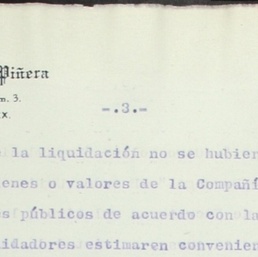 Piñera
m. 3.
x.
-.3.-
la liquidación no se hubier
ienes o valores de la Compañí
s públicos de acuerdo con la
idadores estimaren convenien